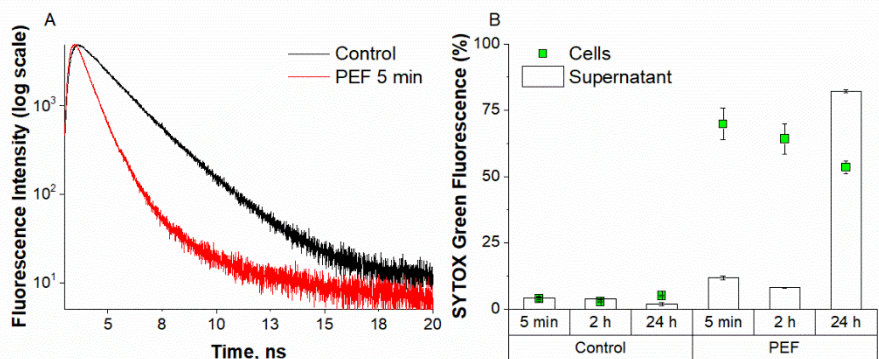 A
Fluorescence Intensity (log scale)
10³
10²
10¹
Control
PEF 5 min
5
8
10
13
15
18
20
Time, ns
B
SYTOX Green Fluorescence (%)
100
75
50
25
0
Cells
Supernatant
5 min 2 h 24 h 5 min 2 h 24 h
Control PEF